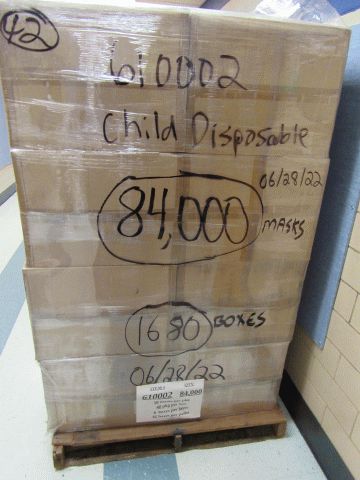 42
610002
Child Disposable
06/28/22
84,000
MASKS
1680 BOXES
06/28/22
610002 84,000